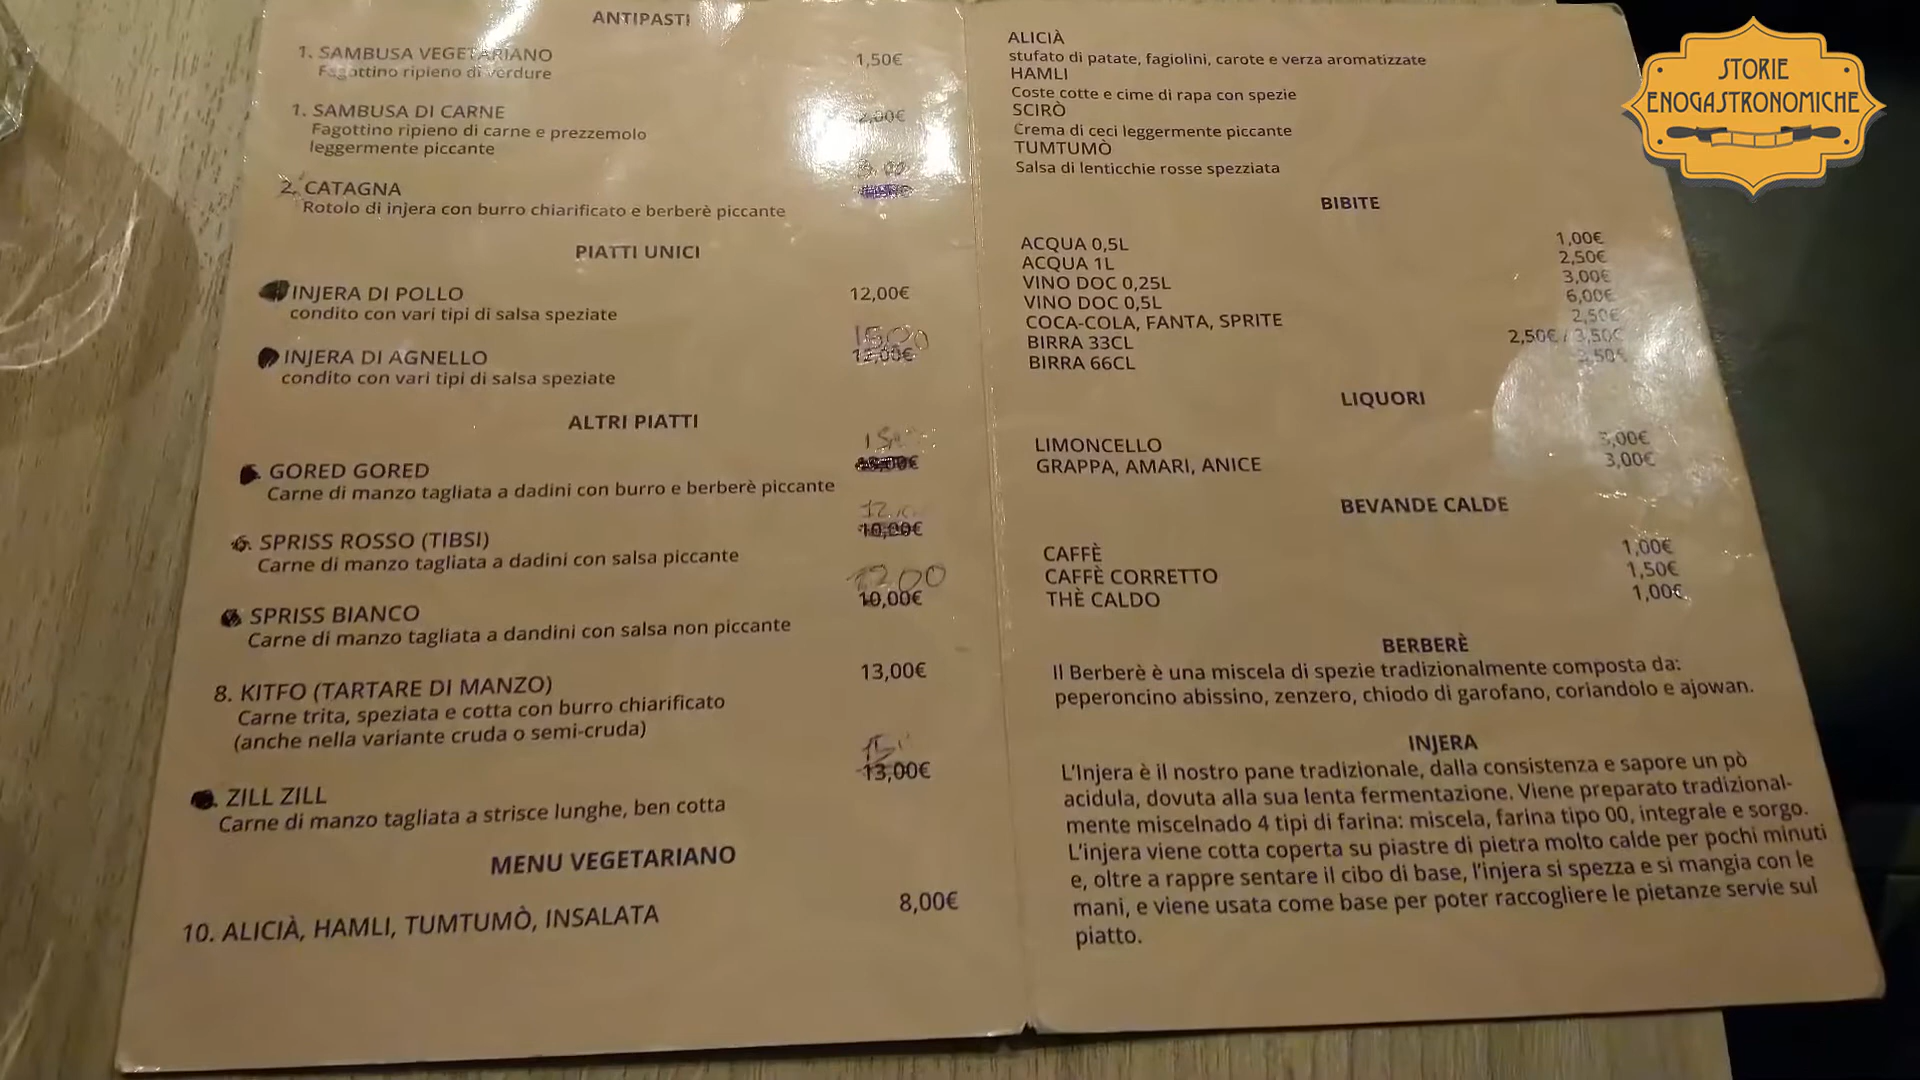 ANTIPASTI
1. SAMBUSA VEGETARIANO 1,50€
Fagottino ripieno di verdure
1. SAMBUSA DI CARNE 2,00€
Fagottino ripieno di carne e prezzemolo
leggermente piccante
2. CATAGNA
Rotolo di injera con burro chiarificato e berberè piccante
PIATTI UNICI
INJERA DI POLLO 12,00€
condito con vari tipi di salsa speziate
15,00
INJERA DI AGNELLO
condito con vari tipi di salsa speziate
ALTRI PIATTI
GORED GORED
Carne di manzo tagliata a dadini con burro e berberè piccante
6. SPRISS ROSSO (TIBSI) 10,00€
Carne di manzo tagliata a dadini con salsa piccante
12,00
SPRISS BIANCO 10,00€
Carne di manzo tagliata a dandini con salsa non piccante
8. KITFO (TARTARE DI MANZO) 13,00€
Carne trita, speziata e cotta con burro chiarificato
(anche nella variante cruda o semi-cruda)
ZILL ZILL 13,00€
Carne di manzo tagliata a strisce lunghe, ben cotta
MENU VEGETARIANO
10. ALICIÀ, HAMLI, TUMTUMÒ, INSALATA 8,00€
ALICIÀ
stufato di patate, fagiolini, carote e verza aromatizzate
HAMLI
Coste cotte e cime di rapa con spezie
SCIRÒ
Crema di ceci leggermente piccante
TUMTUMÒ
Salsa di lenticchie rosse spezziata
BIBITE
ACQUA 0,5L 1,00€
ACQUA 1L 2,50€
VINO DOC 0,25L 3,00€
VINO DOC 0,5L 6,00€
COCA-COLA, FANTA, SPRITE 2,50€
BIRRA 33CL 2,50€ / 3,50€
BIRRA 66CL
LIQUORI
LIMONCELLO 3,00€
GRAPPA, AMARI, ANICE 3,00€
BEVANDE CALDE
CAFFÈ 1,00€
CAFFÈ CORRETTO 1,50€
THÈ CALDO 1,00€
BERBERÈ
Il Berberè è una miscela di spezie tradizionalmente composta da:
peperoncino abissino, zenzero, chiodo di garofano, coriandolo e ajowan.
INJERA
L'Injera è il nostro pane tradizionale, dalla consistenza e sapore un pò
acidula, dovuta alla sua lenta fermentazione. Viene preparato tradizional-
mente miscelnado 4 tipi di farina: miscela, farina tipo 00, integrale e sorgo.
L'injera viene cotta coperta su piastre di pietra molto calde per pochi minuti
e, oltre a rappre sentare il cibo di base, l'injera si spezza e si mangia con le
mani, e viene usata come base per poter raccogliere le pietanze servie sul
piatto.
STORIE
ENOGASTRONOMICHE